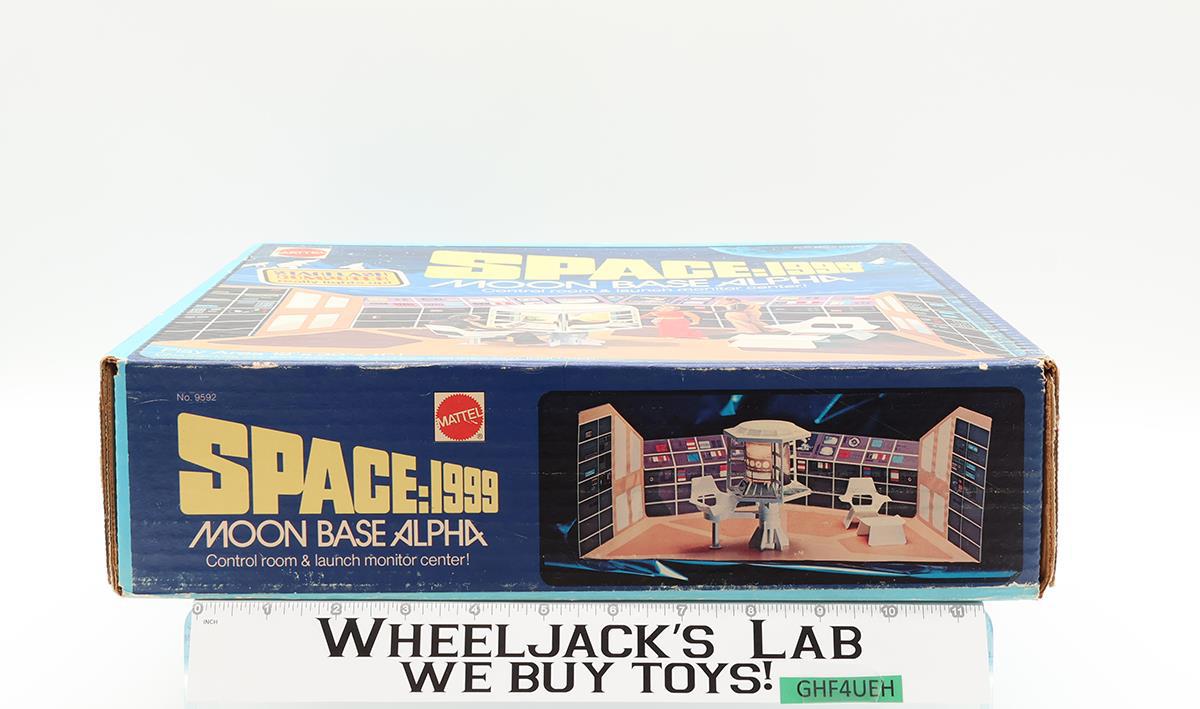 MATTEL
SPACE:1999
MOON BASE ALPHA
Control room & launch monitor center!
No. 9592
MATTEL
SPACE:1999
MOON BASE ALPHA
Control room & launch monitor center!
0 1 2 3 4 5 6 7 8 9 10 11
INCH
WHEELJACK'S LAB
WE BUY TOYS!
GHF4UEH